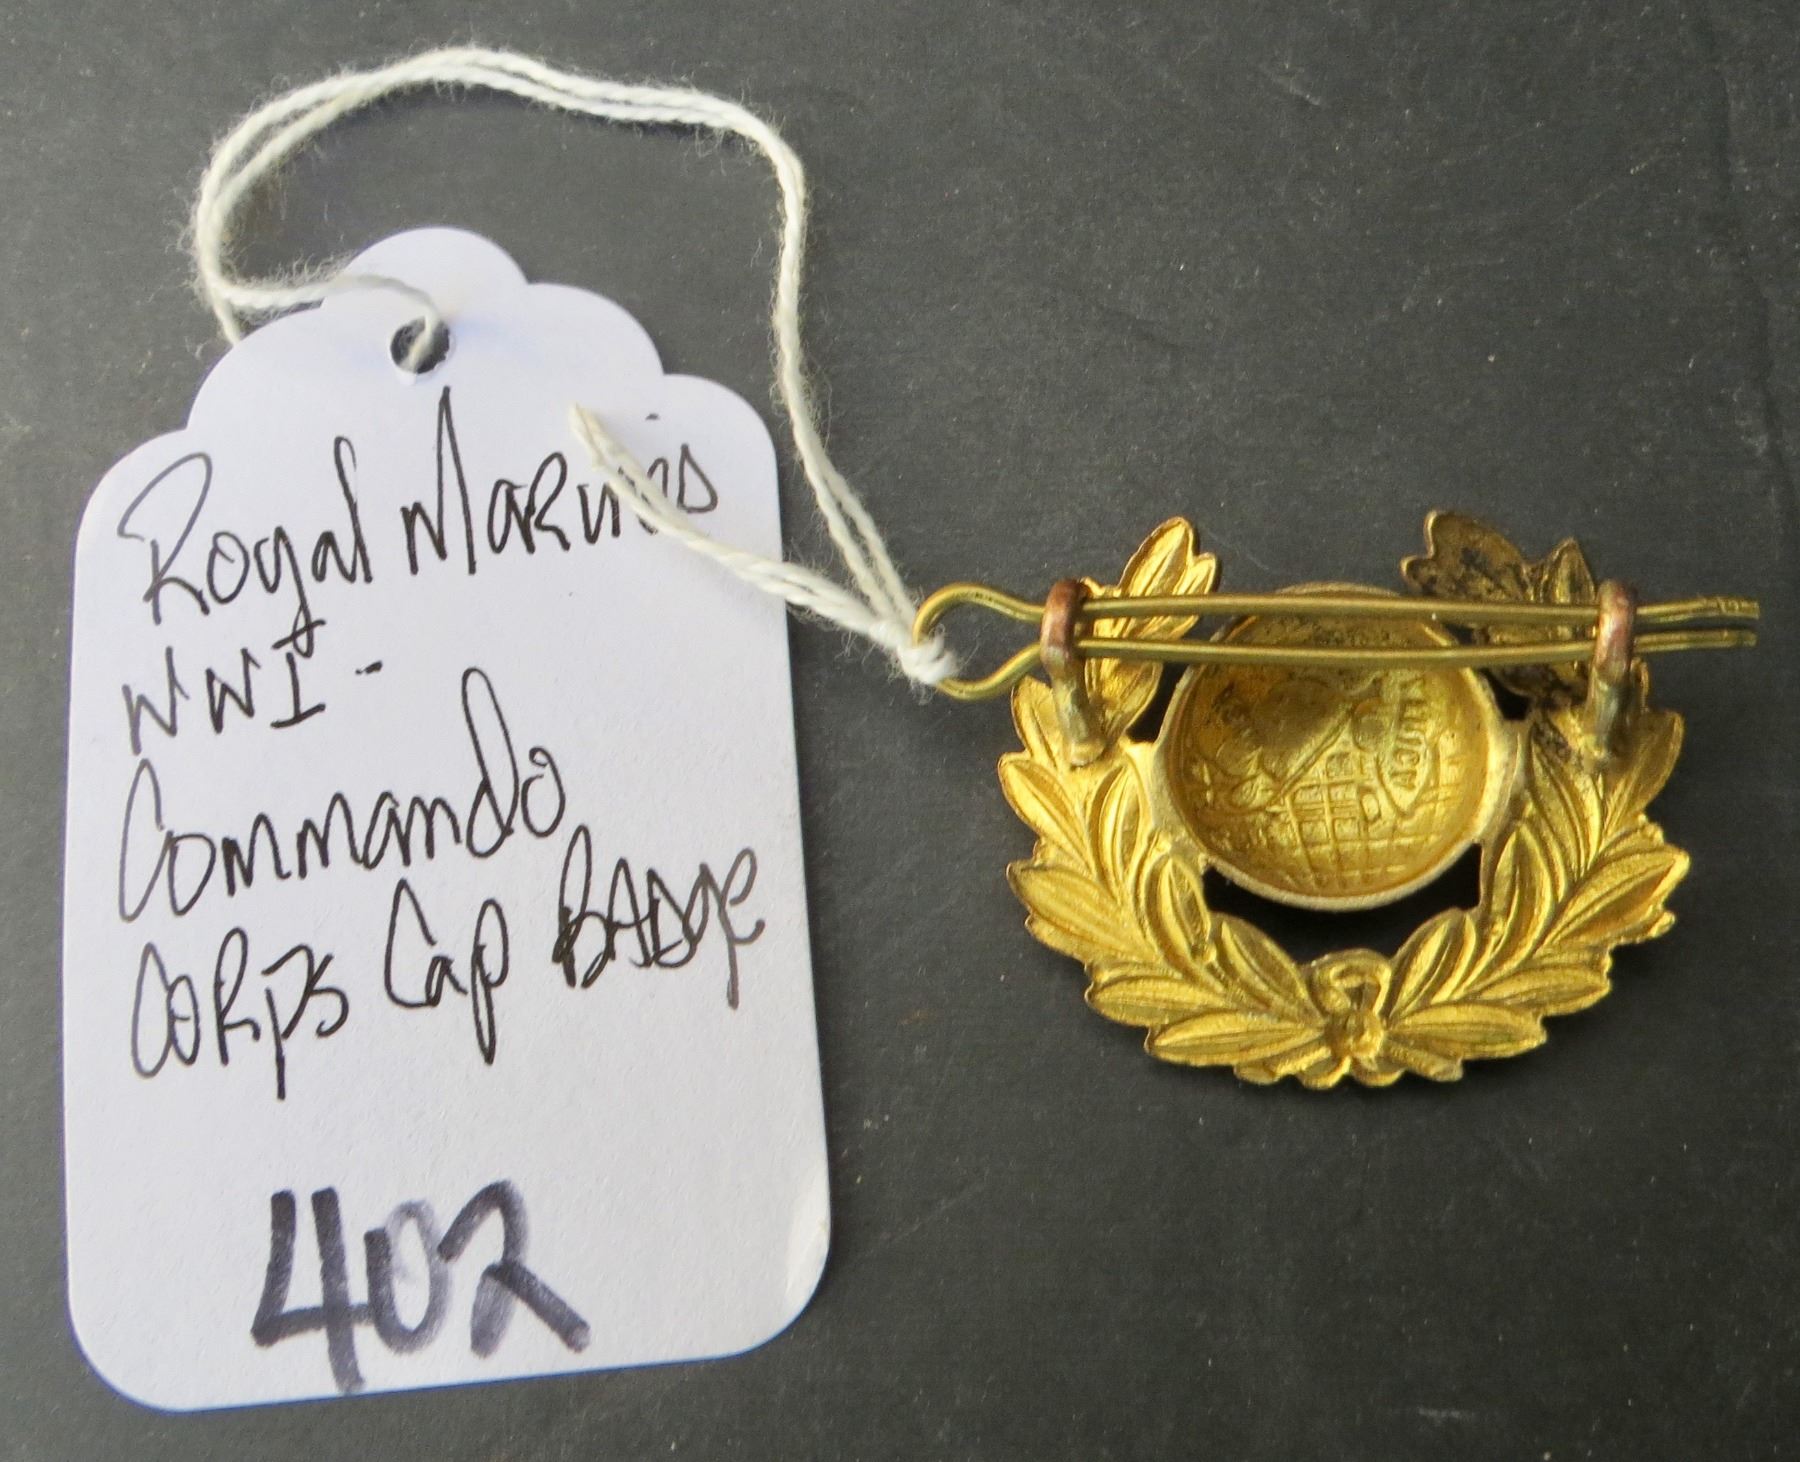 Royal Marines
WWI -
Commando
Corps Cap Badge
402